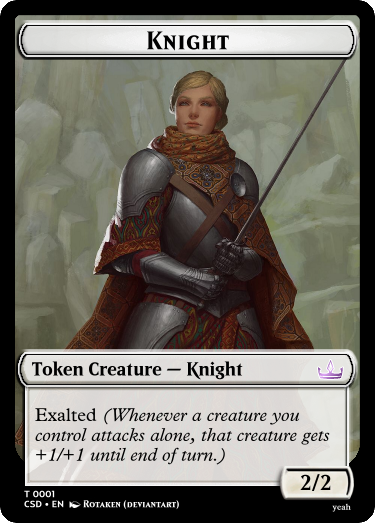 Knight
Token Creature — Knight
Exalted (Whenever a creature you
control attacks alone, that creature gets
+1/+1 until end of turn.)
2/2
T 0001
CSD • EN Rotaken (deviantart)
yeah